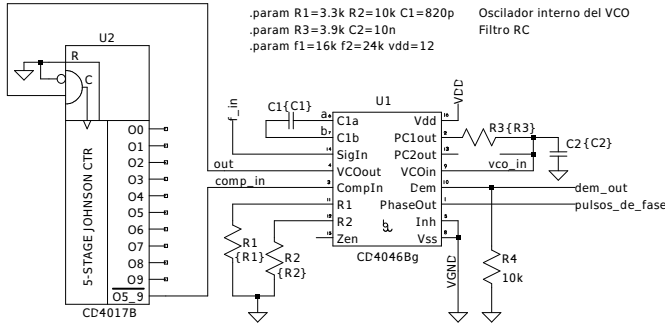 .param R1=3.3k R2=10k C1=820p Oscilador interno del VCO
.param R3=3.9k C2=10n Filtro RC
.param f1=16k f2=24k vdd=12
U2
R
C
5-STAGE JOHNSON CTR
O0
O1
O2
O3
O4
O5
O6
O7
O8
O9
O5_9
CD4017B
out
comp_in
f_in
C1{C1}
a
b
U1
C1a
C1b
SigIn
VCOout
CompIn
R1
R2
Zen
Vdd
PC1out
PC2out
VCOin
Dem
PhaseOut
Inh
Vss
CD4046Bg
R1
{R1}
R2
{R2}
VDD
R3{R3}
C2{C2}
vco_in
dem_out
pulsos_de_fase
VGND
R4
10k